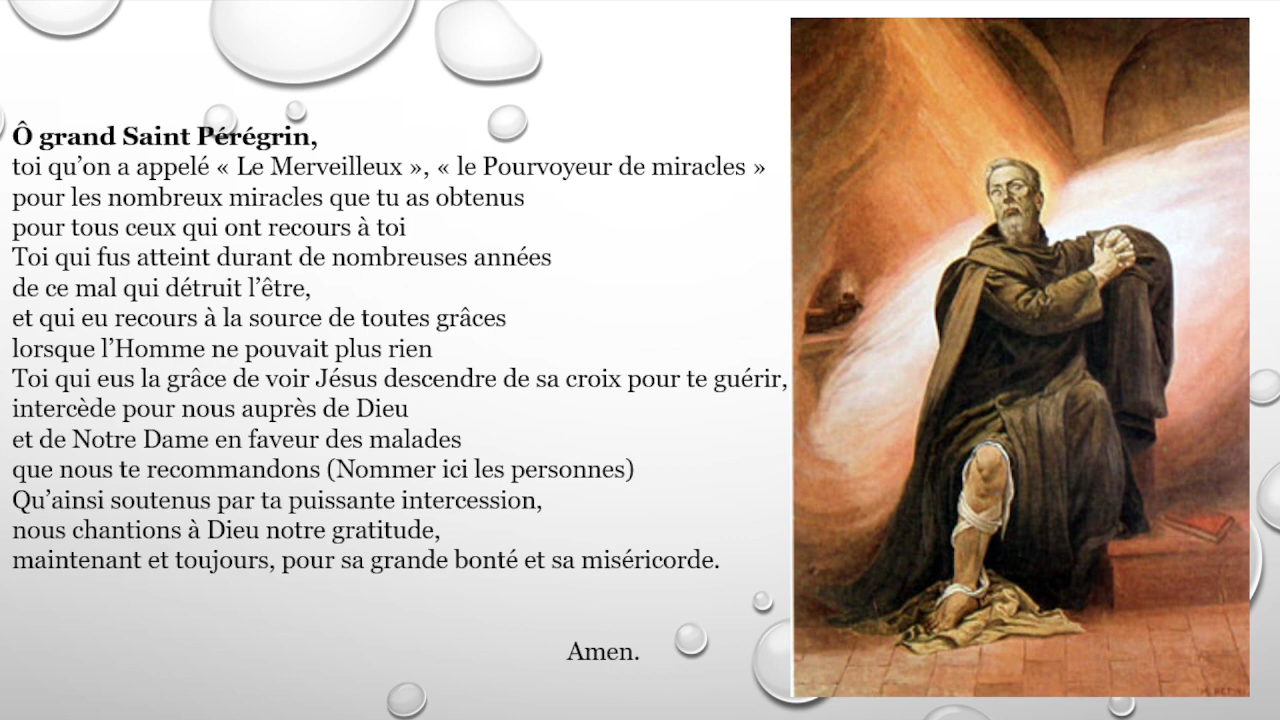 Ô grand Saint Pérégrin,
toi qu’on a appelé « Le Merveilleux », « le Pourvoyeur de miracles »
pour les nombreux miracles que tu as obtenus
pour tous ceux qui ont recours à toi
Toi qui fus atteint durant de nombreuses années
de ce mal qui détruit l’être,
et qui eu recours à la source de toutes grâces
lorsque l’Homme ne pouvait plus rien
Toi qui eus la grâce de voir Jésus descendre de sa croix pour te guérir,
intercède pour nous auprès de Dieu
et de Notre Dame en faveur des malades
que nous te recommandons (Nommer ici les personnes)
Qu’ainsi soutenus par ta puissante intercession,
nous chantions à Dieu notre gratitude,
maintenant et toujours, pour sa grande bonté et sa miséricorde.
Amen.